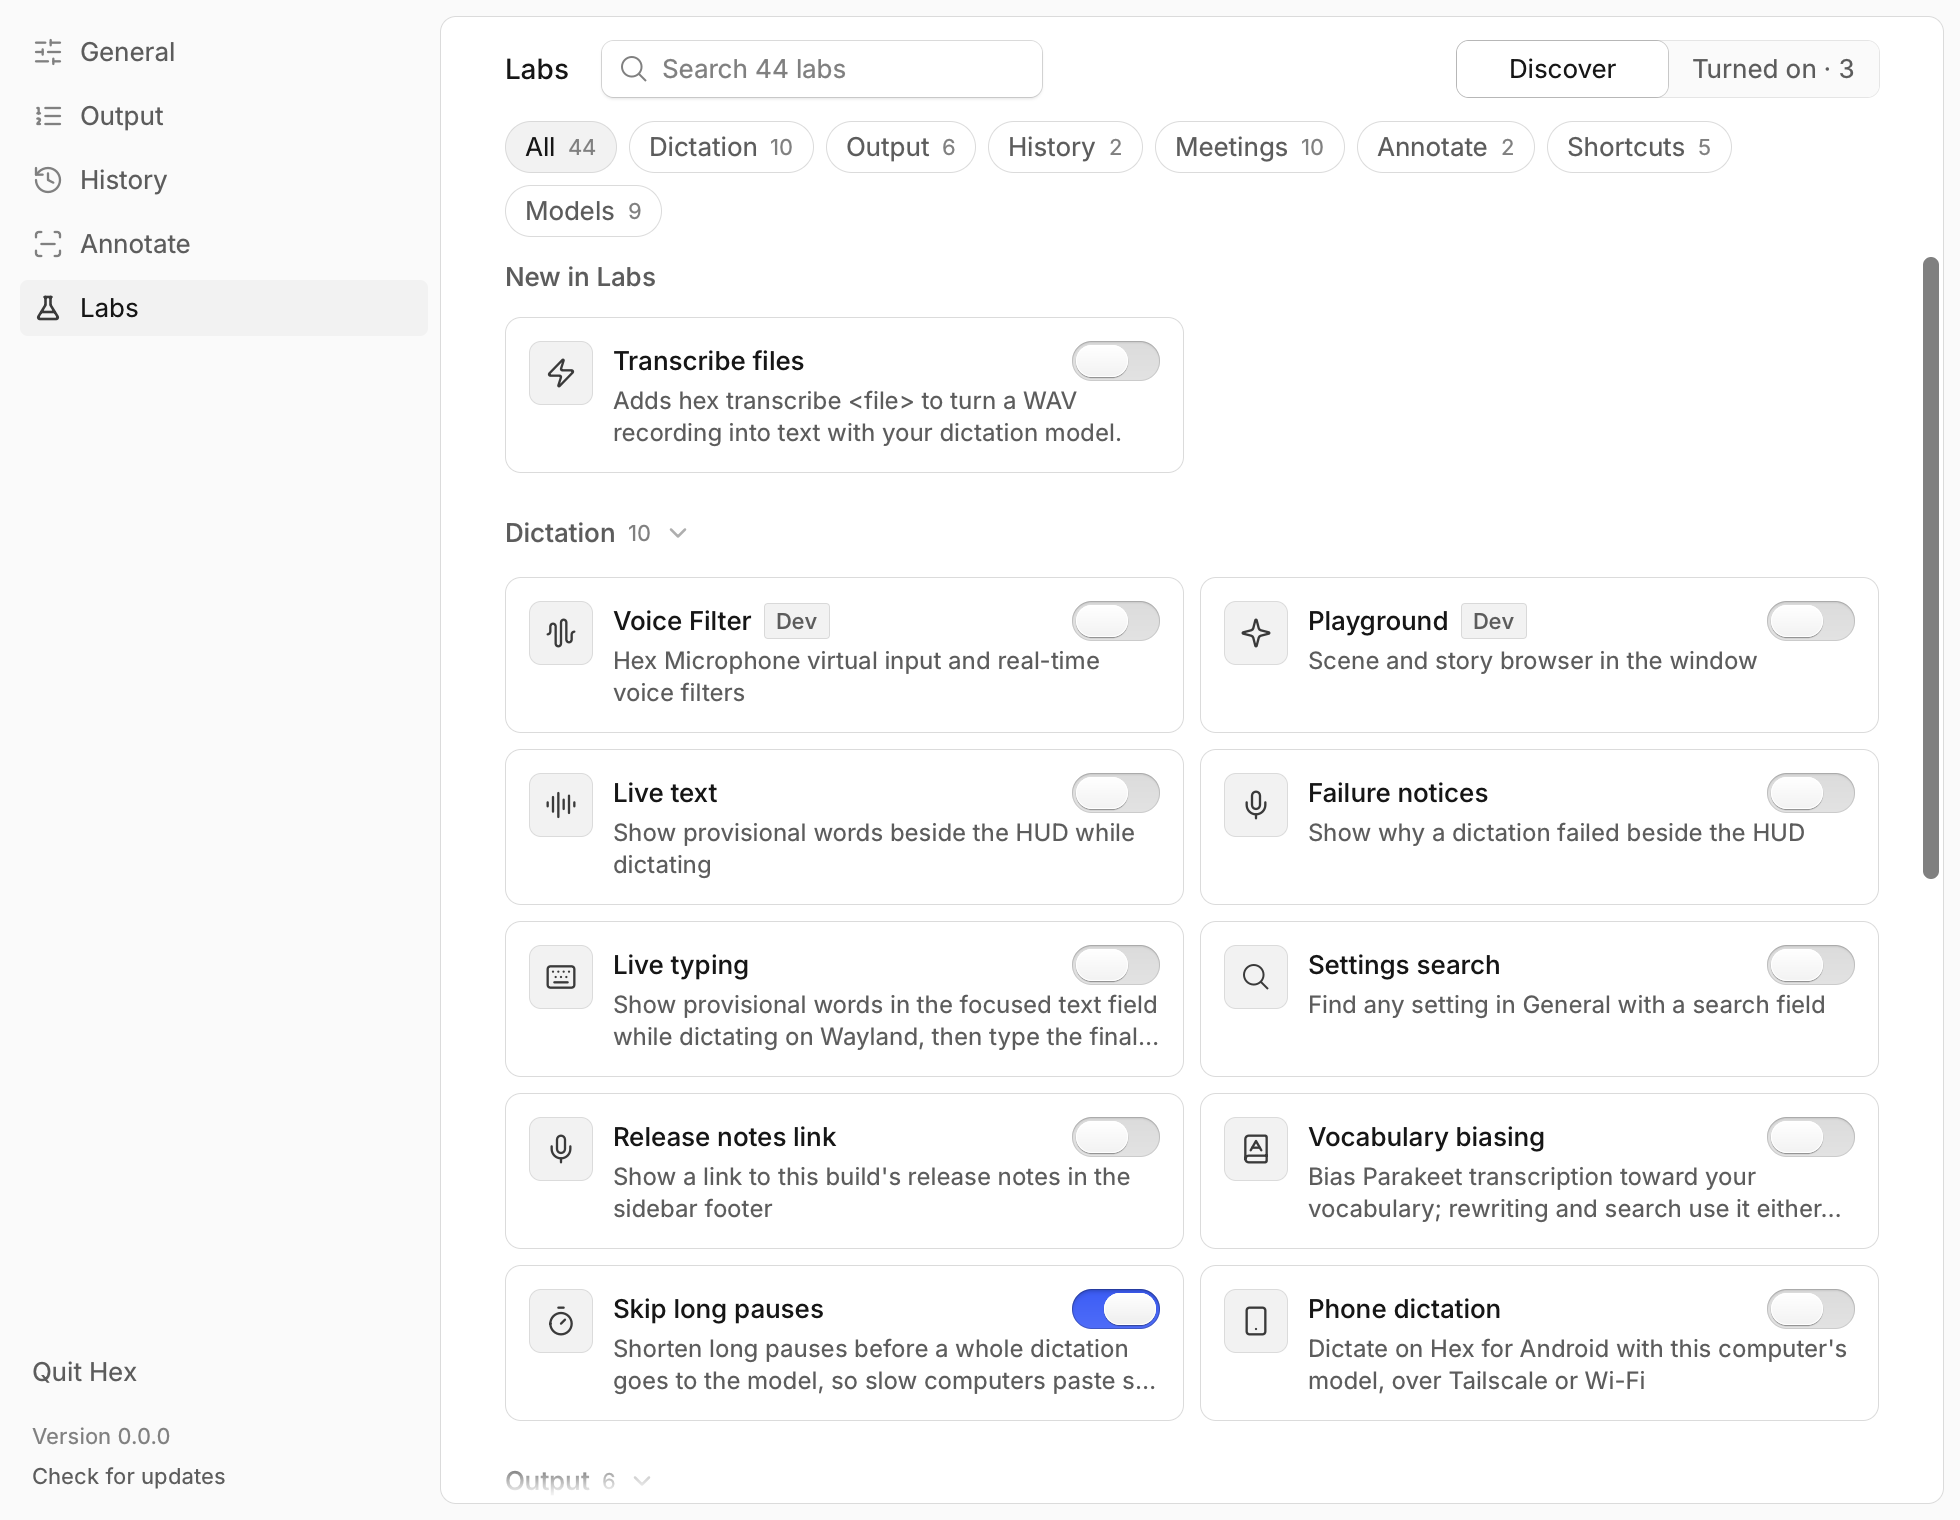 General
Output
History
Annotate
Labs
Quit Hex
Version 0.0.0
Check for updates
Labs
Search 44 labs
Discover
Turned on · 3
All 44
Dictation 10
Output 6
History 2
Meetings 10
Annotate 2
Shortcuts 5
Models 9
New in Labs
Transcribe files
Adds hex transcribe <file> to turn a WAV
recording into text with your dictation model.
Dictation 10
Voice Filter Dev
Hex Microphone virtual input and real-time
voice filters
Playground Dev
Scene and story browser in the window
Live text
Show provisional words beside the HUD while
dictating
Failure notices
Show why a dictation failed beside the HUD
Live typing
Show provisional words in the focused text field
while dictating on Wayland, then type the final...
Settings search
Find any setting in General with a search field
Release notes link
Show a link to this build's release notes in the
sidebar footer
Vocabulary biasing
Bias Parakeet transcription toward your
vocabulary; rewriting and search use it either...
Skip long pauses
Shorten long pauses before a whole dictation
goes to the model, so slow computers paste s...
Phone dictation
Dictate on Hex for Android with this computer's
model, over Tailscale or Wi-Fi
Output 6